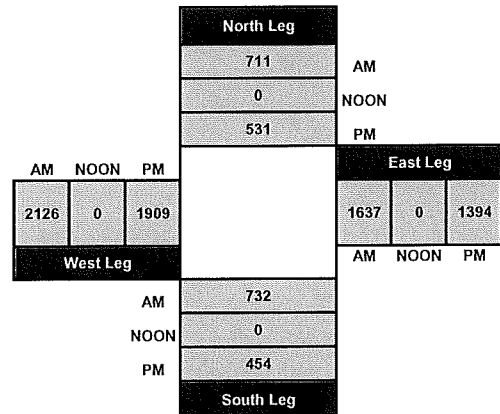 North Leg
711 AM
0 NOON
531 PM
AM NOON PM
East Leg
2126 0 1909
1637 0 1394
West Leg
AM NOON PM
AM 732
NOON 0
PM 454
South Leg